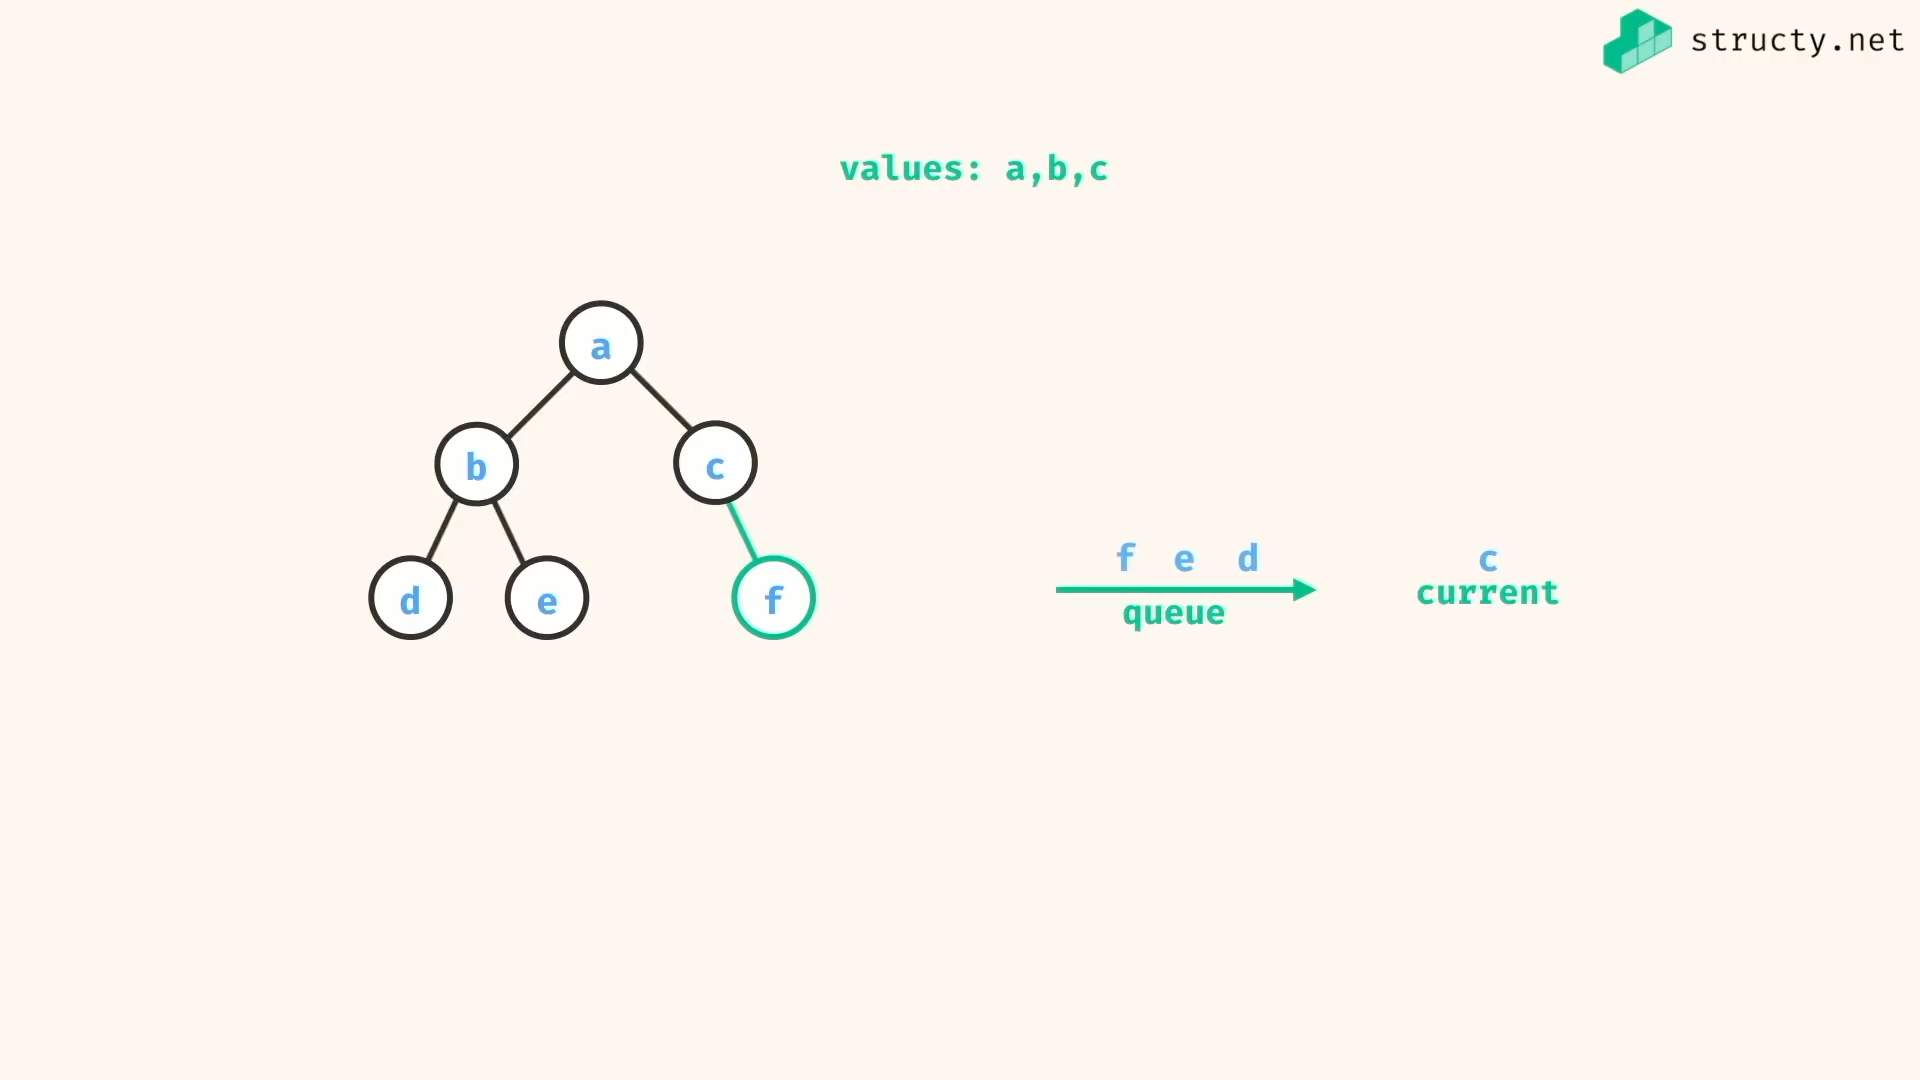 structy.net
values: a,b,c
a
b
c
d
e
f
f e d
queue
c
current